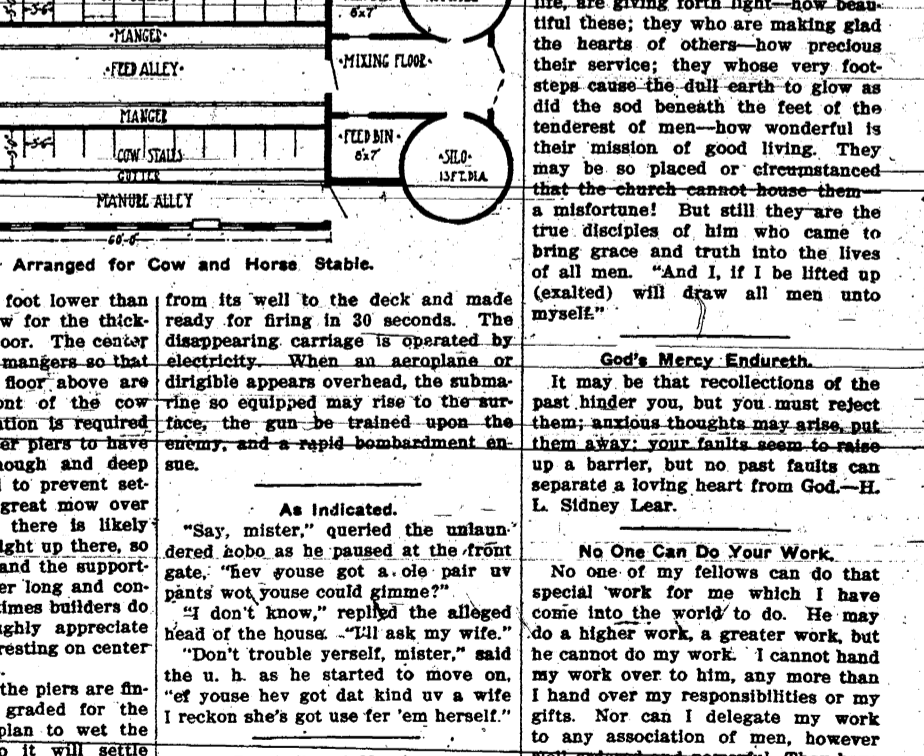 6x7
·MANGER·
·FEED ALLEY·
·MIXING FLOOR·
MANGER
COW STALLS
GUTTER
MANURE ALLEY
·FEED BIN·
6x7
·SILO·
13 FT. DIA.
60'-0"
Arranged for Cow and Horse Stable.
foot lower than
w for the thick-
oor. The center
mangers so that
floor above are
ont of the cow
ation is required
er piers to have
nough and deep
to prevent set-
great mow over
there is likely
ight up there, so
and the support-
er long and con-
times builders do
ughly appreciate
resting on center
.
the piers are fin-
graded for the
plan to wet the
o it will settle
from its well to the deck and made
ready for firing in 30 seconds. The
disappearing carriage is operated by
electricity. When an aeroplane or
dirigible appears overhead, the subma-
rine so equipped may rise to the sur-
face, the gun be trained upon the
enemy, and a rapid bombardment en-
sue.
As Indicated.
"Say, mister," queried the unlaun-
dered hobo as he paused at the front
gate, "hev youse got a ole pair uv
pants wot youse could gimme?"
"I don't know," replied the alleged
head of the house. "I'll ask my wife."
"Don't trouble yerself, mister," said
the u. h. as he started to move on,
"ef youse hev got dat kind uv a wife
I reckon she's got use fer 'em herself."
life, are giving forth light—how beau-
tiful these; they who are making glad
the hearts of others—how precious
their service; they whose very foot-
steps cause the dull earth to glow as
did the sod beneath the feet of the
tenderest of men—how wonderful is
their mission of good living. They
may be so placed or circumstanced
that the church cannot house them—
a misfortune! But still they are the
true disciples of him who came to
bring grace and truth into the lives
of all men. "And I, if I be lifted up
(exalted) will draw all men unto
myself."
God's Mercy Endureth.
It may be that recollections of the
past hinder you, but you must reject
them; anxious thoughts may arise, put
them away; your faults seem to raise
up a barrier, but no past faults can
separate a loving heart from God.—H.
L. Sidney Lear.
No One Can Do Your Work.
No one of my fellows can do that
special work for me which I have
come into the world to do. He may
do a higher work, a greater work, but
he cannot do my work. I cannot hand
my work over to him, any more than
I hand over my responsibilities or my
gifts. Nor can I delegate my work
to any association of men, however